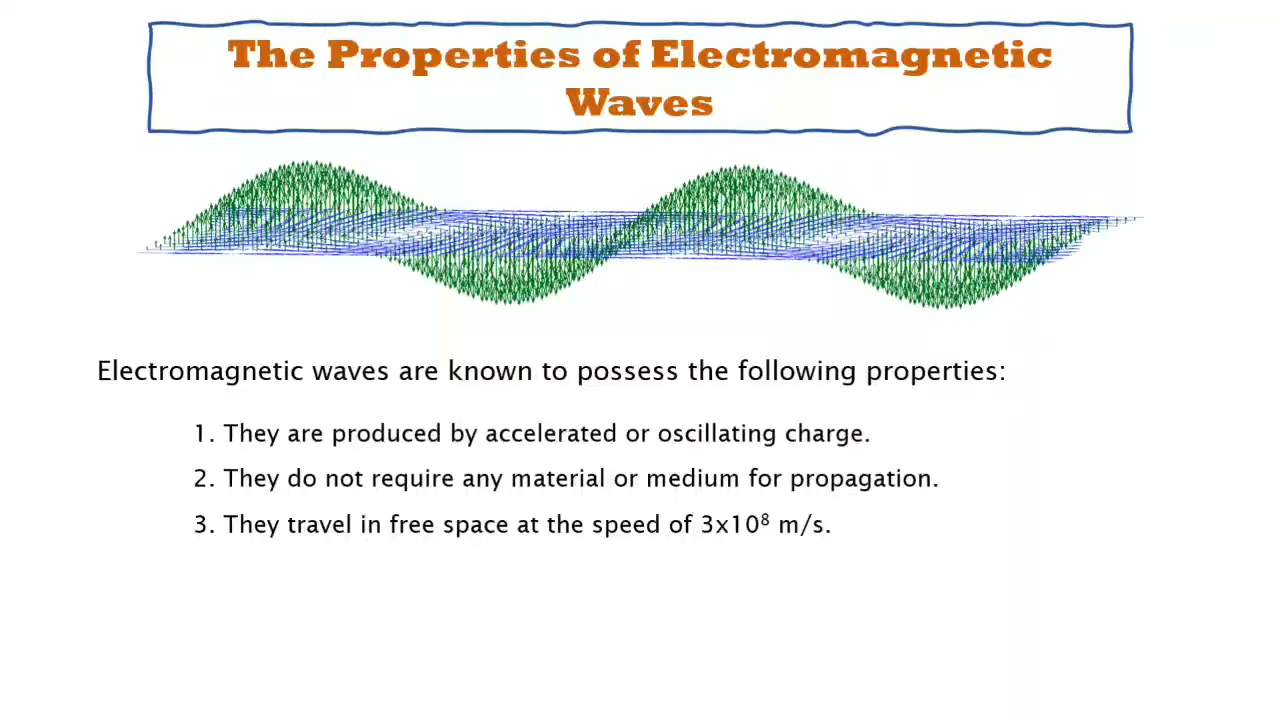 The Properties of Electromagnetic
Waves
Electromagnetic waves are known to possess the following properties:
1. They are produced by accelerated or oscillating charge.
2. They do not require any material or medium for propagation.
3. They travel in free space at the speed of 3x10⁸ m/s.